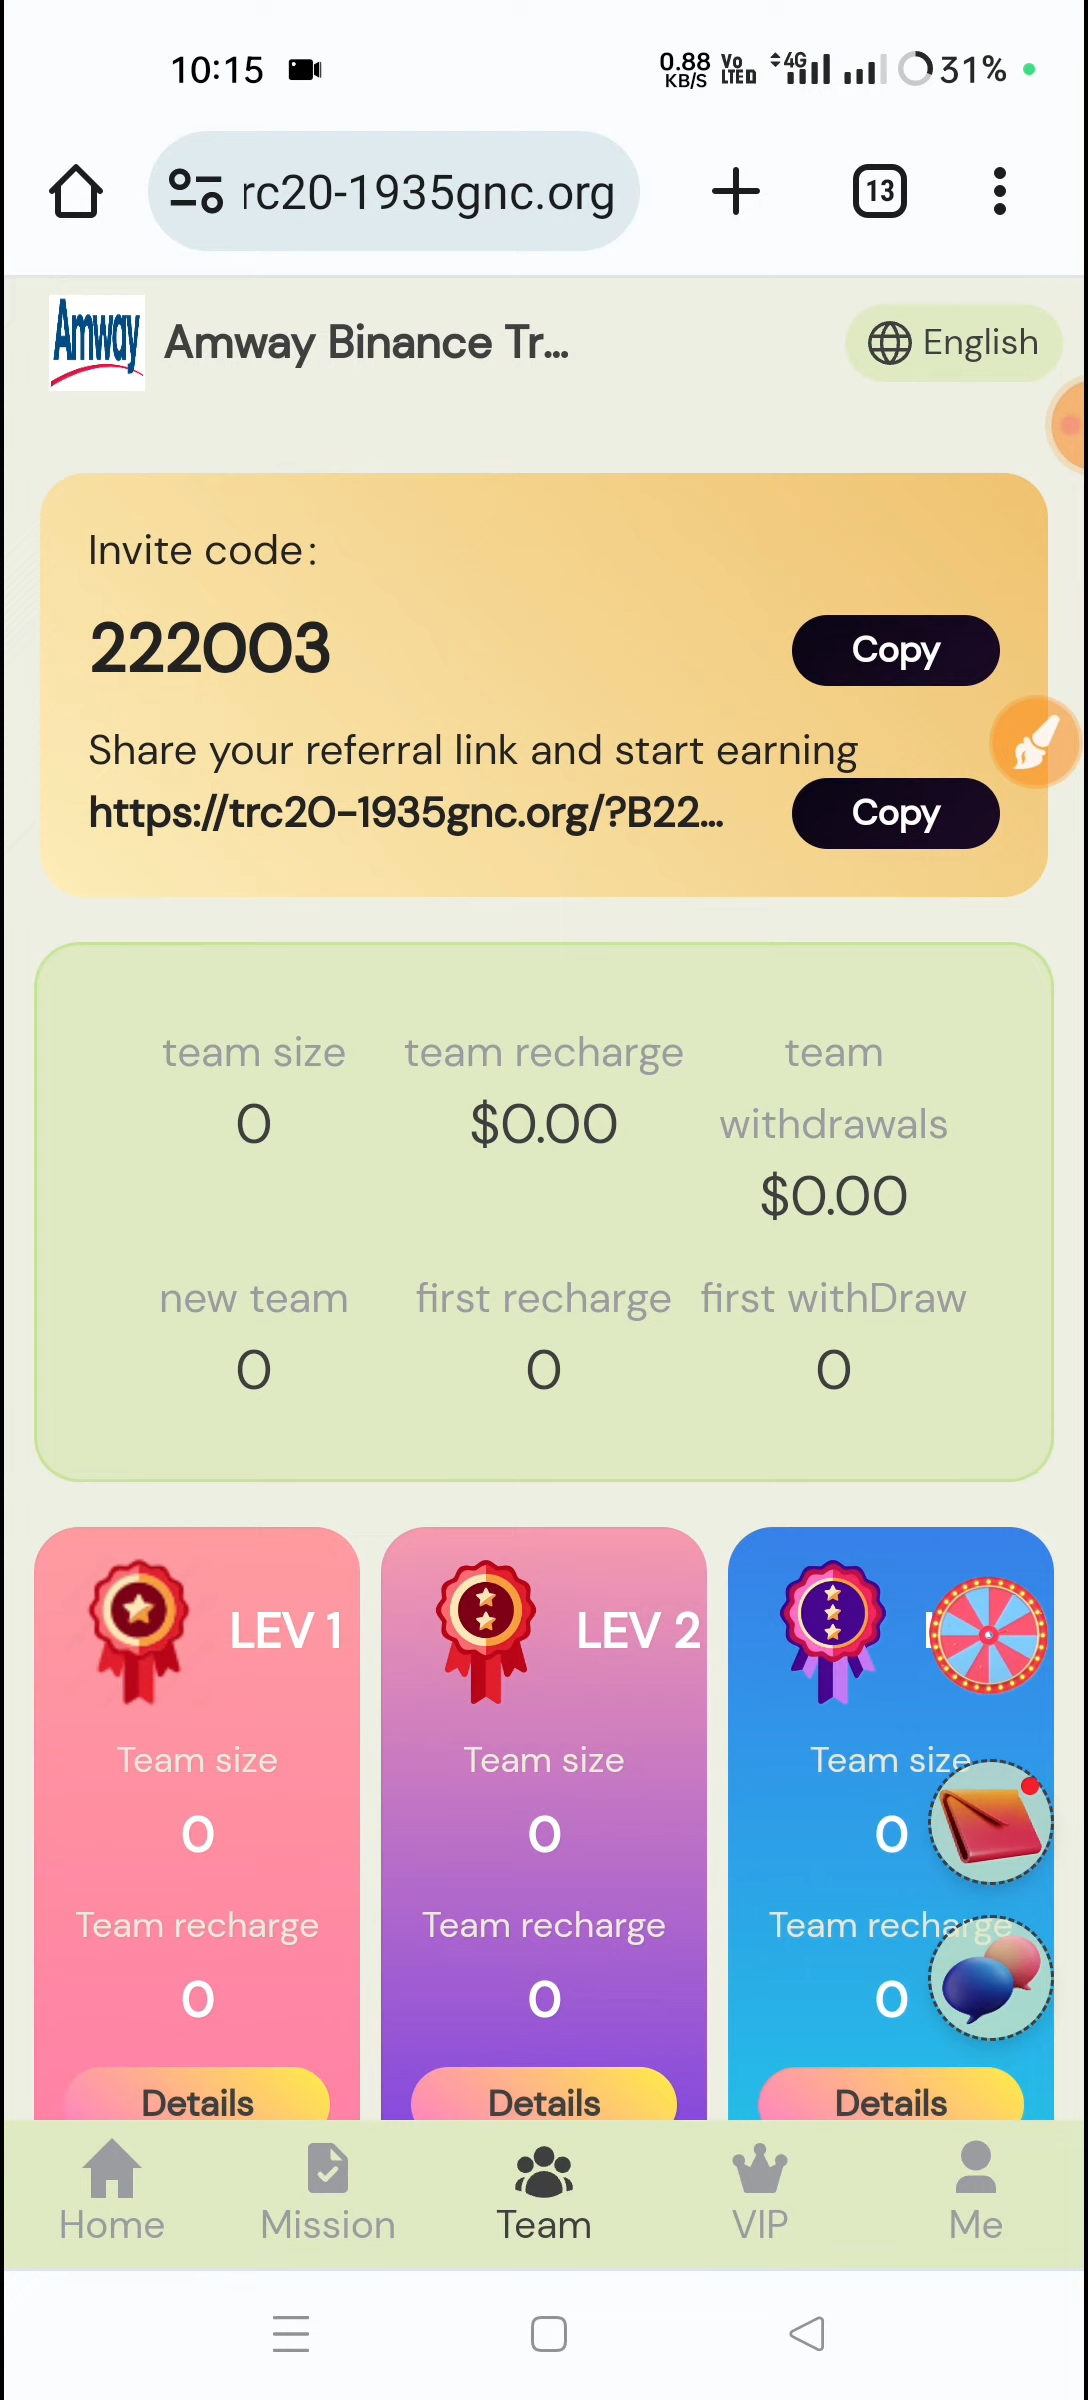 10:15
0.88 KB/S
Vo LTE D
4G
31%
rc20-1935gnc.org
13
Amway
Amway Binance Tr...
English
Invite code:
222003
Copy
Share your referral link and start earning
https://trc20-1935gnc.org/?B22...
Copy
team size
team recharge
team withdrawals
0
$0.00
$0.00
new team
first recharge
first withDraw
0
0
0
LEV 1
LEV 2
Team size
Team size
Team size
0
0
0
Team recharge
Team recharge
Team recharge
0
0
0
Details
Details
Details
Home
Mission
Team
VIP
Me